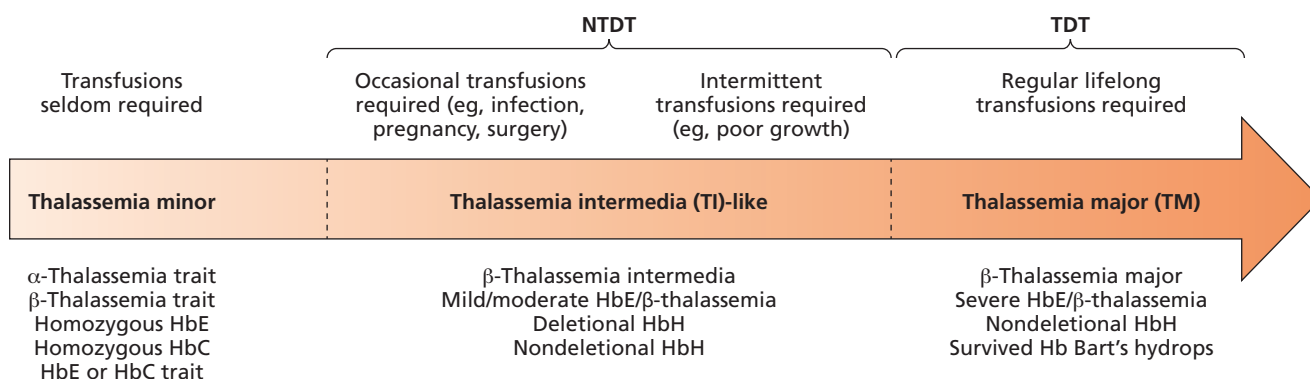 NTDT
TDT
Transfusions
seldom required
Occasional transfusions
required (eg, infection,
pregnancy, surgery)
Intermittent
transfusions required
(eg, poor growth)
Regular lifelong
transfusions required
Thalassemia minor
Thalassemia intermedia (TI)-like
Thalassemia major (TM)
α-Thalassemia trait
β-Thalassemia trait
Homozygous HbE
Homozygous HbC
HbE or HbC trait
β-Thalassemia intermedia
Mild/moderate HbE/β-thalassemia
Deletional HbH
Nondeletional HbH
β-Thalassemia major
Severe HbE/β-thalassemia
Nondeletional HbH
Survived Hb Bart's hydrops